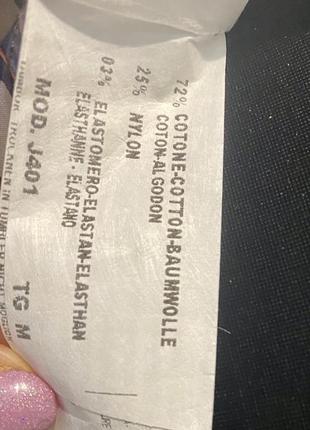 72% COTONE-COTTON-BAUMWOLLE
COTON-ALGODON
25% NYLON
03% ELASTOMERO-ELASTAN-ELASTHAN
ELASTHANNE - ELASTANO
MOD. J401 TG M